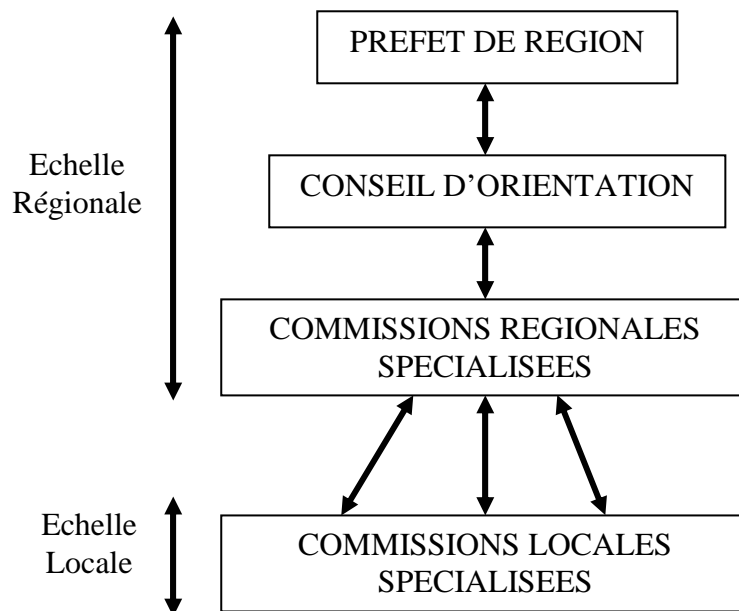 PREFET DE REGION
Echelle
Régionale
CONSEIL D’ORIENTATION
COMMISSIONS REGIONALES
SPECIALISEES
Echelle
Locale
COMMISSIONS LOCALES
SPECIALISEES